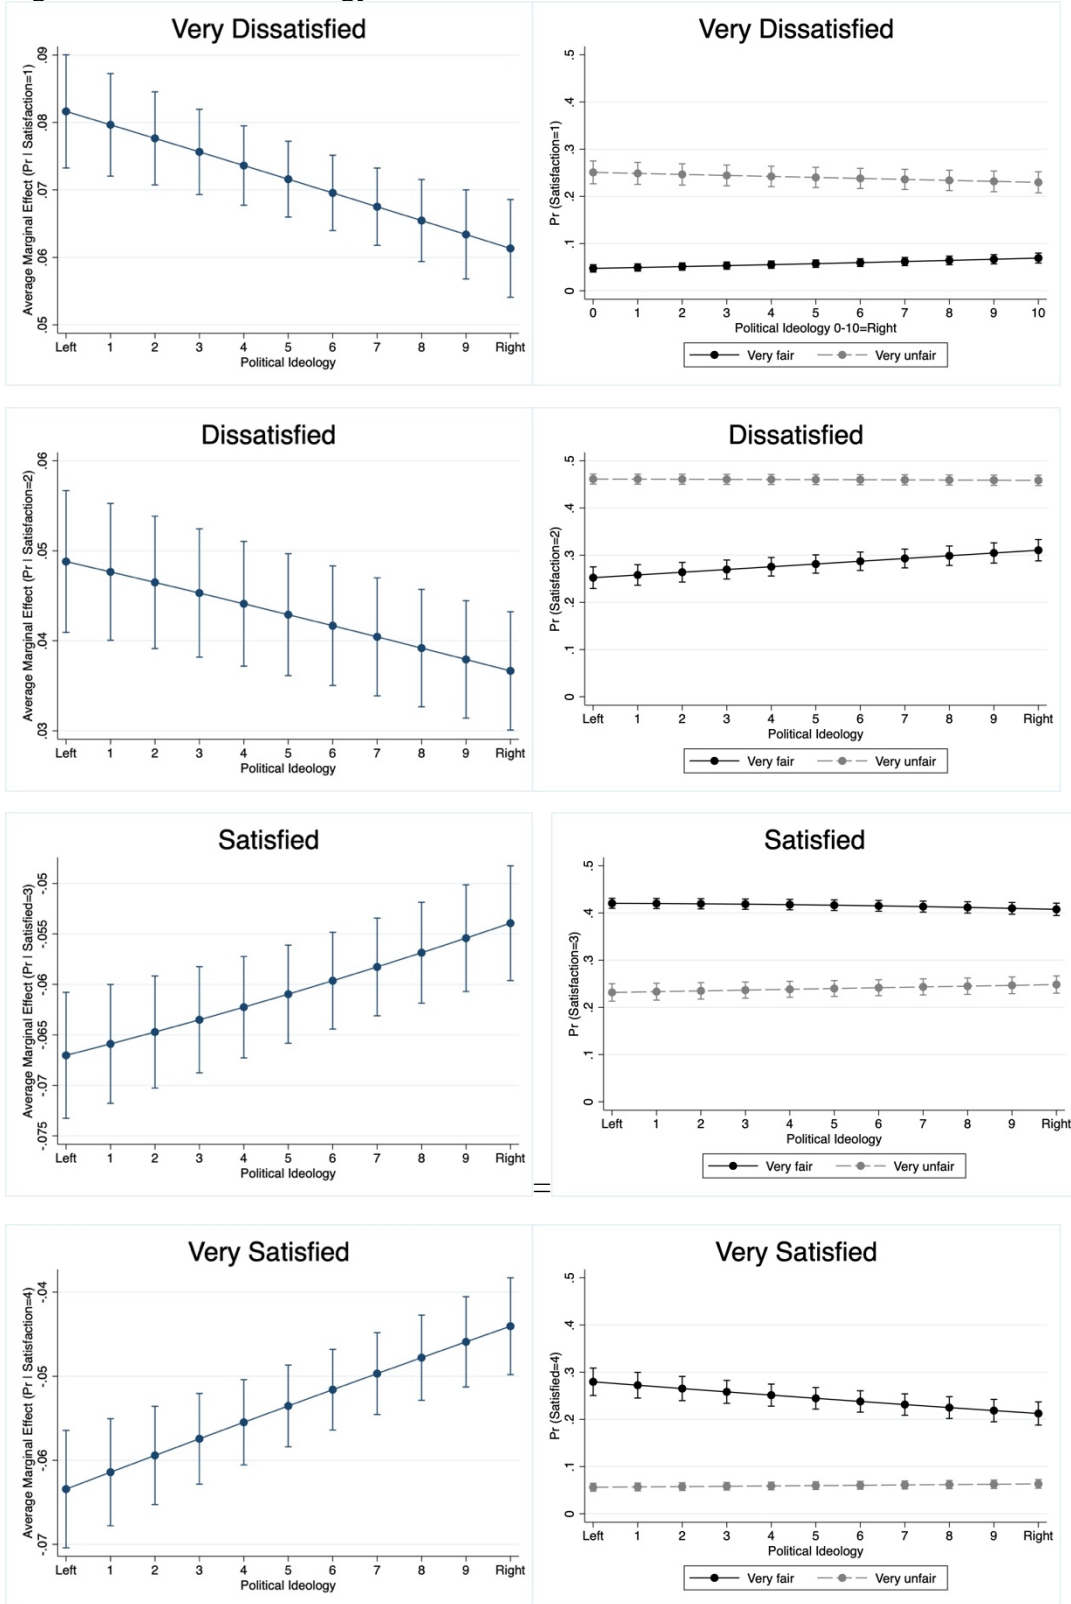 Very Dissatisfied
Average Marginal Effect (Pr | Satisfaction=1)
.09
.08
.07
.06
.05
Left 1 2 3 4 5 6 7 8 9 Right
Political Ideology
Very Dissatisfied
Pr (Satisfaction=1)
.5
.4
.3
.2
.1
0
0 1 2 3 4 5 6 7 8 9 10
Political Ideology 0-10=Right
Very fair Very unfair
Dissatisfied
Average Marginal Effect (Pr | Satisfaction=2)
.06
.05
.04
.03
Left 1 2 3 4 5 6 7 8 9 Right
Political Ideology
Dissatisfied
Pr (Satisfaction=2)
.5
.4
.3
.2
.1
0
Left 1 2 3 4 5 6 7 8 9 Right
Political Ideology
Very fair Very unfair
Satisfied
Average Marginal Effect (Pr | Satisfied=3)
-.05
-.055
-.06
-.065
-.07
-.075
Left 1 2 3 4 5 6 7 8 9 Right
Political Ideology
=
Satisfied
Pr (Satisfaction=3)
.5
.4
.3
.2
.1
0
Left 1 2 3 4 5 6 7 8 9 Right
Political Ideology
Very fair Very unfair
Very Satisfied
Average Marginal Effect (Pr | Satisfaction=4)
-.04
-.05
-.06
-.07
Left 1 2 3 4 5 6 7 8 9 Right
Political Ideology
Very Satisfied
Pr (Satisfied=4)
.5
.4
.3
.2
.1
0
Left 1 2 3 4 5 6 7 8 9 Right
Political Ideology
Very fair Very unfair